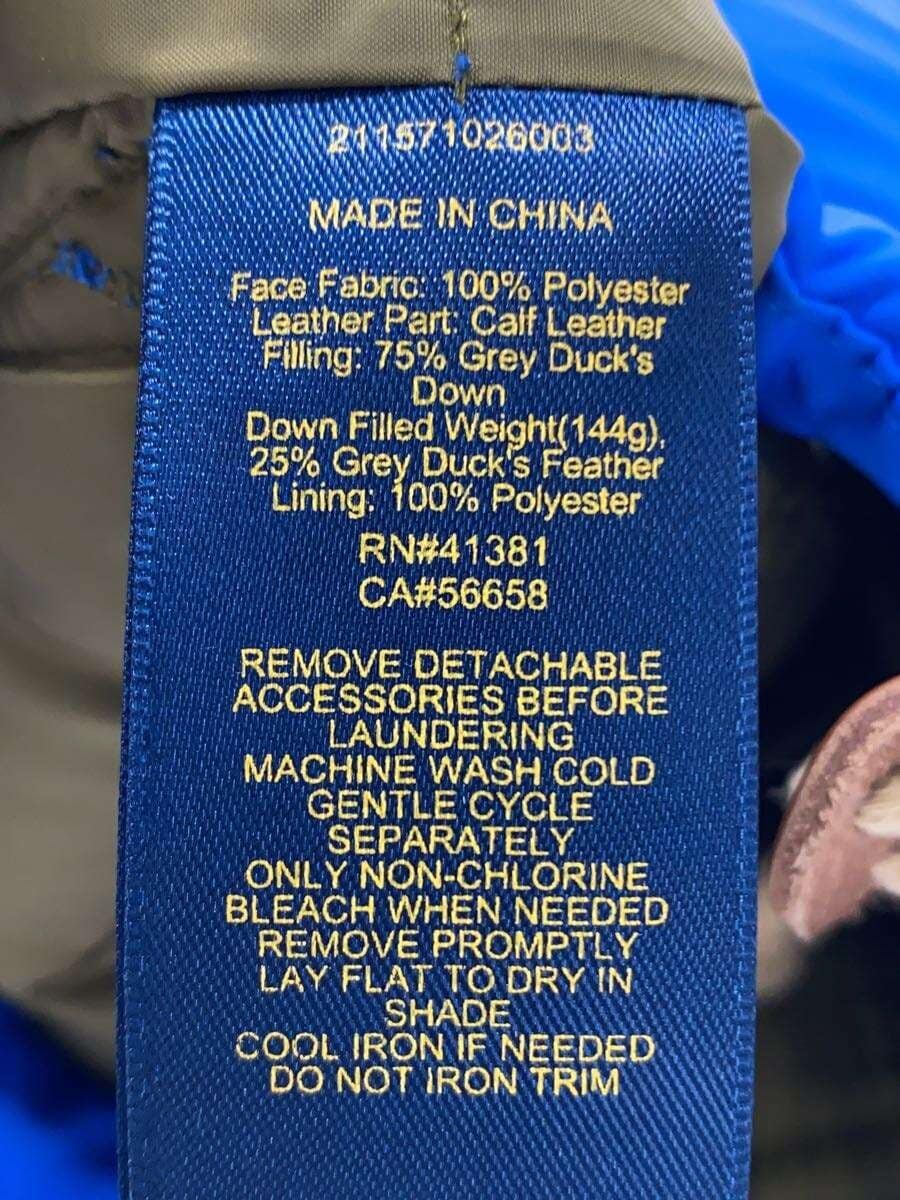 211571026003
MADE IN CHINA
Face Fabric: 100% Polyester
Leather Part: Calf Leather
Filling: 75% Grey Duck's
Down
Down Filled Weight(144g),
25% Grey Duck's Feather
Lining: 100% Polyester
RN#41381
CA#56658
REMOVE DETACHABLE
ACCESSORIES BEFORE
LAUNDERING
MACHINE WASH COLD
GENTLE CYCLE
SEPARATELY
ONLY NON-CHLORINE
BLEACH WHEN NEEDED
REMOVE PROMPTLY
LAY FLAT TO DRY IN
SHADE
COOL IRON IF NEEDED
DO NOT IRON TRIM